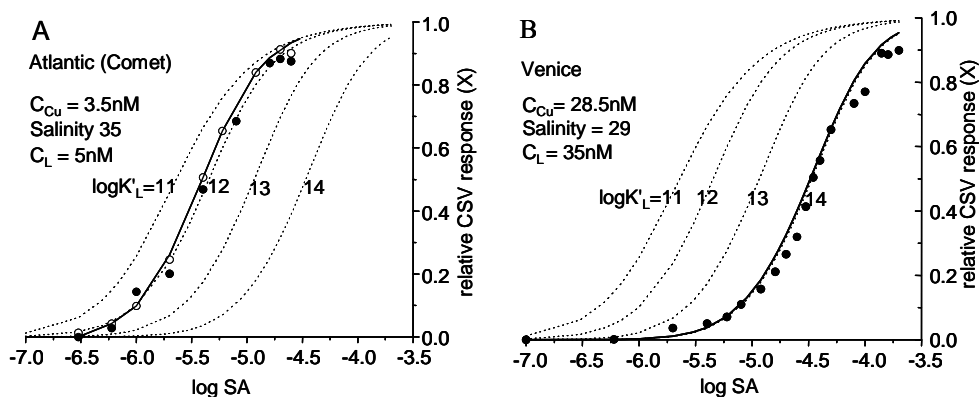 A
Atlantic (Comet)
C_Cu = 3.5nM
Salinity 35
C_L = 5nM
logK'_L=11
12
13
14
1.0
0.8
0.6
0.4
0.2
0.0
relative CSV response (X)
-7.0 -6.5 -6.0 -5.5 -5.0 -4.5 -4.0 -3.5
log SA
B
Venice
C_Cu = 28.5nM
Salinity = 29
C_L = 35nM
logK'_L=11
12
13
14
1.0
0.8
0.6
0.4
0.2
0.0
relative CSV response (X)
-7.0 -6.5 -6.0 -5.5 -5.0 -4.5 -4.0 -3.5
log SA